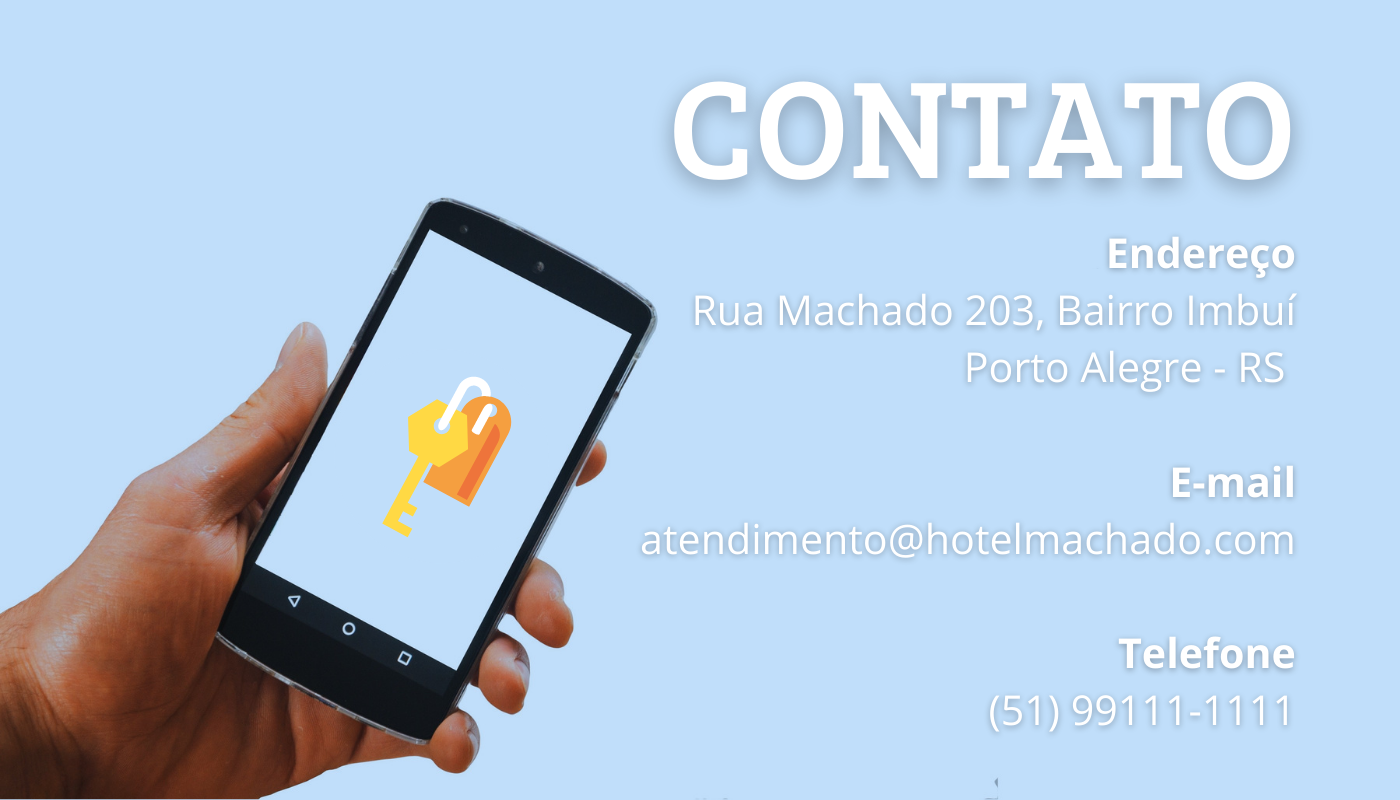 CONTATO
Endereço
Rua Machado 203, Bairro Imbuí
Porto Alegre - RS
E-mail
atendimento@hotelmachado.com
Telefone
(51) 99111-1111